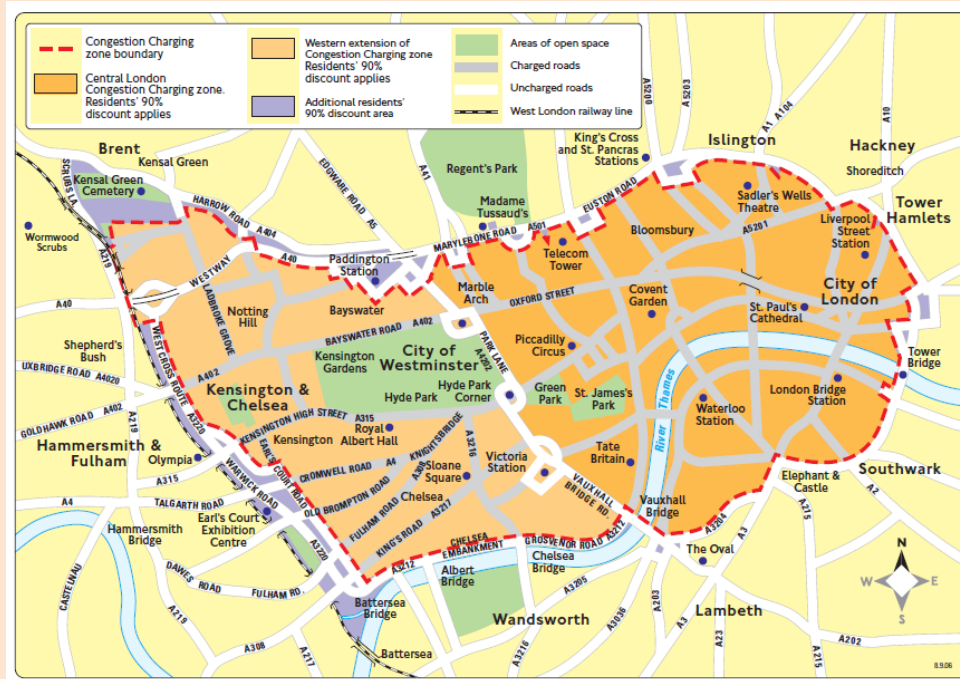 Congestion Charging
zone boundary
Central London
Congestion Charging zone.
Residents' 90%
discount applies
Western extension of
Congestion Charging zone
Residents' 90%
discount applies
Additional residents'
90% discount area
Areas of open space
Charged roads
Uncharged roads
West London railway line
A5200
A5203
A1
A104
A10
Brent
Kensal Green
SCRUBS LA.
Kensal Green
Cemetery
EDGWARE ROAD A5
A41
Regent's Park
King's Cross
and St. Pancras
Stations
Islington
Hackney
Shoreditch
Tower
Hamlets
HARROW ROAD A404
Madame
Tussaud's
EUSTON ROAD
Sadler's Wells
Theatre
Liverpool
Street
Station
Wormwood
Scrubs
A219
WESTWAY
A40
Paddington
Station
MARYLEBONE ROAD A501
Telecom
Tower
Bloomsbury
A5201
A40
LADBROKE GROVE
Notting
Hill
Bayswater
Marble
Arch
OXFORD STREET
Covent
Garden
St. Paul's
Cathedral
City of
London
Shepherd's
Bush
WEST CROSS ROUTE
BAYSWATER ROAD A402
PARK LANE
A4202
Piccadilly
Circus
UXBRIDGE ROAD A4020
A402
Kensington
Gardens
City of
Westminster
Tower
Bridge
GOLDHAWK ROAD A402
A219
A3220
Kensington &
Chelsea
Hyde Park
Hyde Park
Corner
Green
Park
St. James's
Park
River Thames
London Bridge
Station
Waterloo
Station
KENSINGTON HIGH STREET
A315
Royal
Albert Hall
Kensington
KNIGHTSBRIDGE
A3216
Hammersmith &
Fulham
Olympia
A315
EARL'S COURT ROAD
CROMWELL ROAD A4
A308
Sloane
Square
Victoria
Station
Tate
Britain
Elephant &
Castle
Southwark
A4
TALGARTH ROAD
WARWICK ROAD
OLD BROMPTON ROAD
Chelsea
VAUXHALL
BRIDGE RD.
Vauxhall
Bridge
A2
A215
Hammersmith
Bridge
Earl's Court
Exhibition
Centre
FULHAM ROAD
KING'S ROAD
A3217
A3204
A3
A3220
CHELSEA
EMBANKMENT
GROSVENOR ROAD A3212
The Oval
N
W
E
S
CASTELNAU
DAWES ROAD
FULHAM RD.
A3212
Albert
Bridge
Chelsea
Bridge
A219
Battersea
Bridge
A3205
A3036
A203
A3
Lambeth
Wandsworth
A308
A217
Battersea
A3216
A23
A215
A202
8.9.06